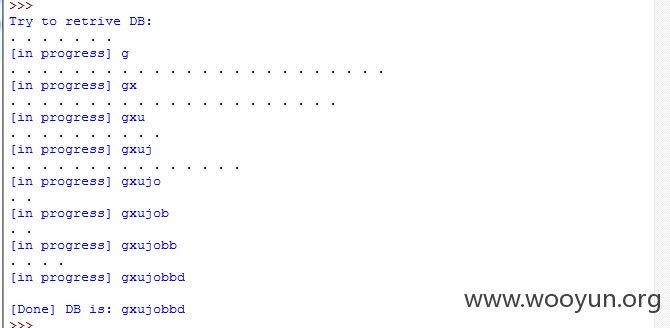 >>>
Try to retrive DB:
. . . . . . .
[in progress] g
. . . . . . . . . . . . . . . . . . . . . . . .
[in progress] gx
. . . . . . . . . . . . . . . . . . . . .
[in progress] gxu
. . . . . . . . . .
[in progress] gxuj
. . . . . . . . . . . . . . .
[in progress] gxujo
. .
[in progress] gxujob
. .
[in progress] gxujobb
. . . .
[in progress] gxujobbd
[Done] DB is: gxujobbd
www.wooyun.org
>>>